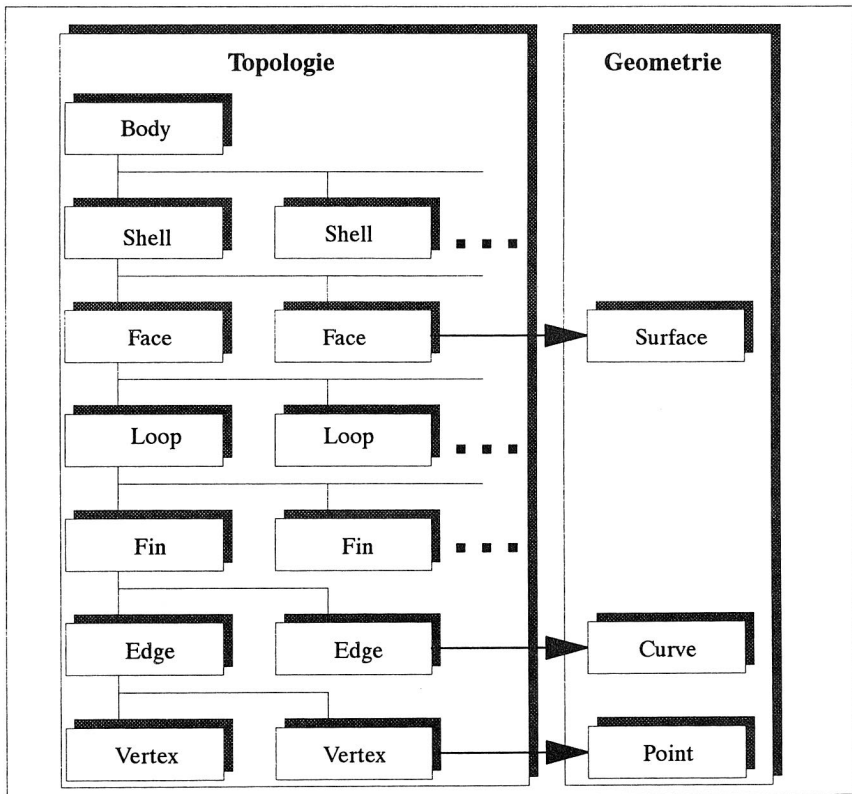 Topologie Geometrie
Body
Shell Shell
Face Face Surface
Loop Loop
Fin Fin
Edge Edge Curve
Vertex Vertex Point